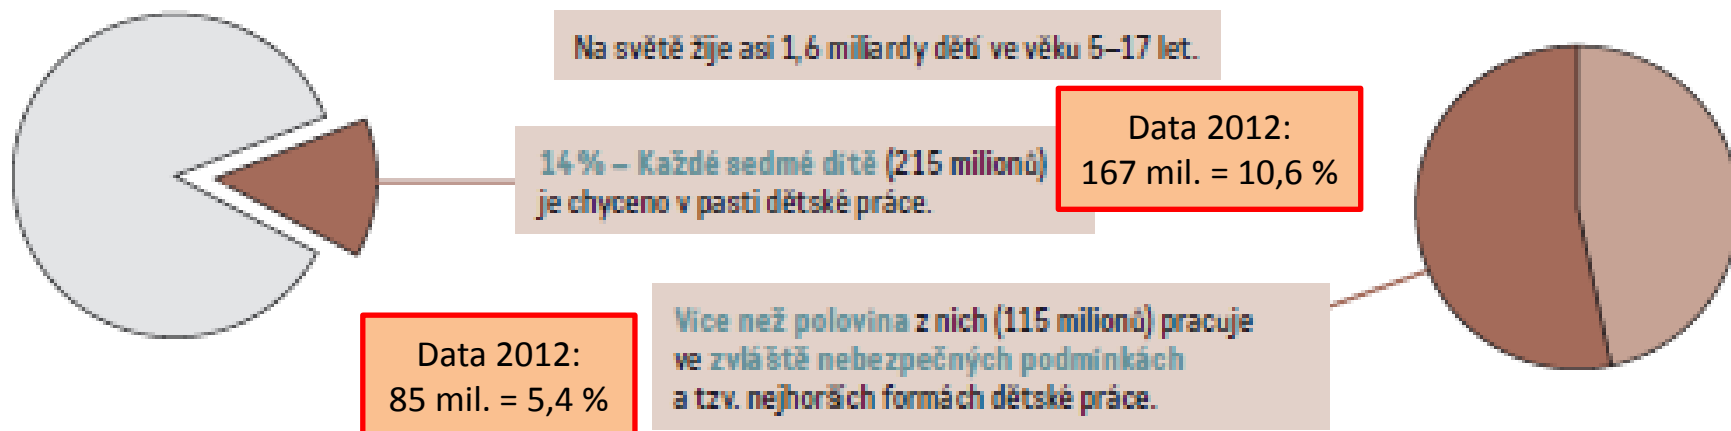 Na světě žije asi 1,6 miliardy dětí ve věku 5–17 let.
14 % – Každé sedmé dítě (215 milionů)
je chyceno v pasti dětské práce.
Data 2012:
167 mil. = 10,6 %
Více než polovina z nich (115 milionů) pracuje
ve zvláště nebezpečných podmínkách
a tzv. nejhorších formách dětské práce.
Data 2012:
85 mil. = 5,4 %